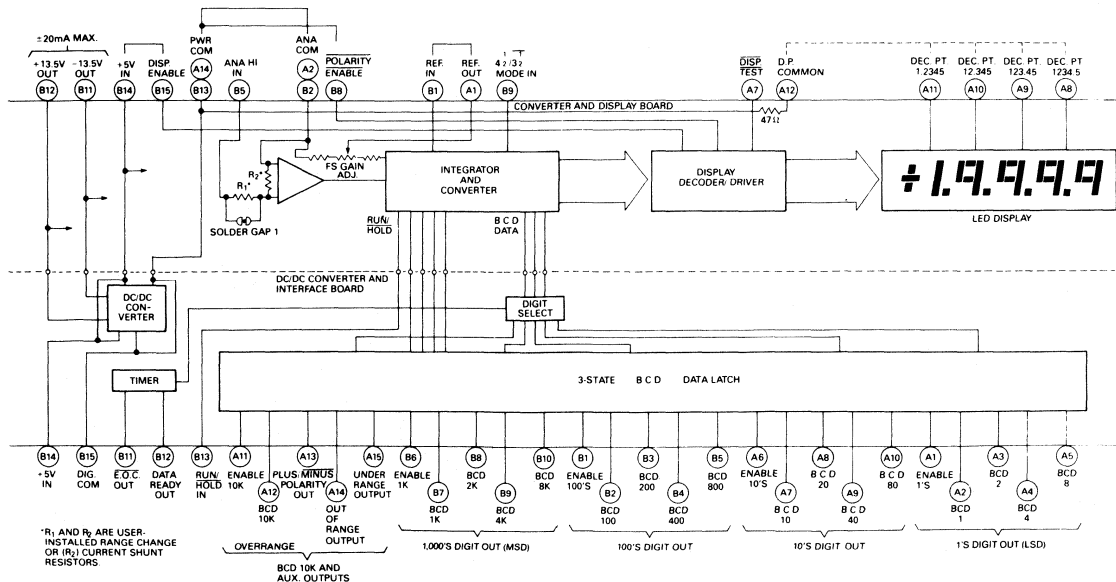 ±20mA MAX.
+13.5V OUT
B12
-13.5V OUT
B11
+5V IN
B14
DISP. ENABLE
B15
PWR COM
A14
B13
ANA HI IN
B5
ANA COM
A2
B2
POLARITY ENABLE
B8
REF. IN
B1
REF. OUT
A1
4½/3½ MODE IN
B9
DISP. TEST
A7
D.P. COMMON
A12
DEC. PT. 1.2345
A11
DEC. PT. 12.345
A10
DEC. PT. 123.45
A9
DEC. PT. 1234.5
A8
CONVERTER AND DISPLAY BOARD
47Ω
R1*
R2*
SOLDER GAP 1
FS GAIN ADJ.
INTEGRATOR AND CONVERTER
DISPLAY DECODER/DRIVER
±1.9.9.9.9
LED DISPLAY
RUN/HOLD
BCD DATA
DC/DC CONVERTER AND INTERFACE BOARD
DC/DC CON-VERTER
DIGIT SELECT
TIMER
3-STATE BCD DATA LATCH
B14
+5V IN
B15
DIG. COM
B11
E.O.C. OUT
B12
DATA READY OUT
B13
RUN/HOLD IN
A11
ENABLE 10K
A12
BCD 10K
A13
PLUS/MINUS POLARITY OUT
A14
OUT OF RANGE OUTPUT
A15
UNDER RANGE OUTPUT
B6
ENABLE 1K
B7
BCD 1K
B8
BCD 2K
B9
BCD 4K
B10
BCD 8K
B1
ENABLE 100'S
B2
BCD 100
B3
BCD 200
B4
BCD 400
B5
BCD 800
A6
ENABLE 10'S
A7
BCD 10
A8
BCD 20
A9
BCD 40
A10
BCD 80
A1
ENABLE 1'S
A2
BCD 1
A3
BCD 2
A4
BCD 4
A5
BCD 8
OVERRANGE
BCD 10K AND AUX. OUTPUTS
1,000'S DIGIT OUT (MSD)
100'S DIGIT OUT
10'S DIGIT OUT
1'S DIGIT OUT (LSD)
*R1 AND R2 ARE USER-
INSTALLED RANGE CHANGE
OR (R2) CURRENT SHUNT
RESISTORS.